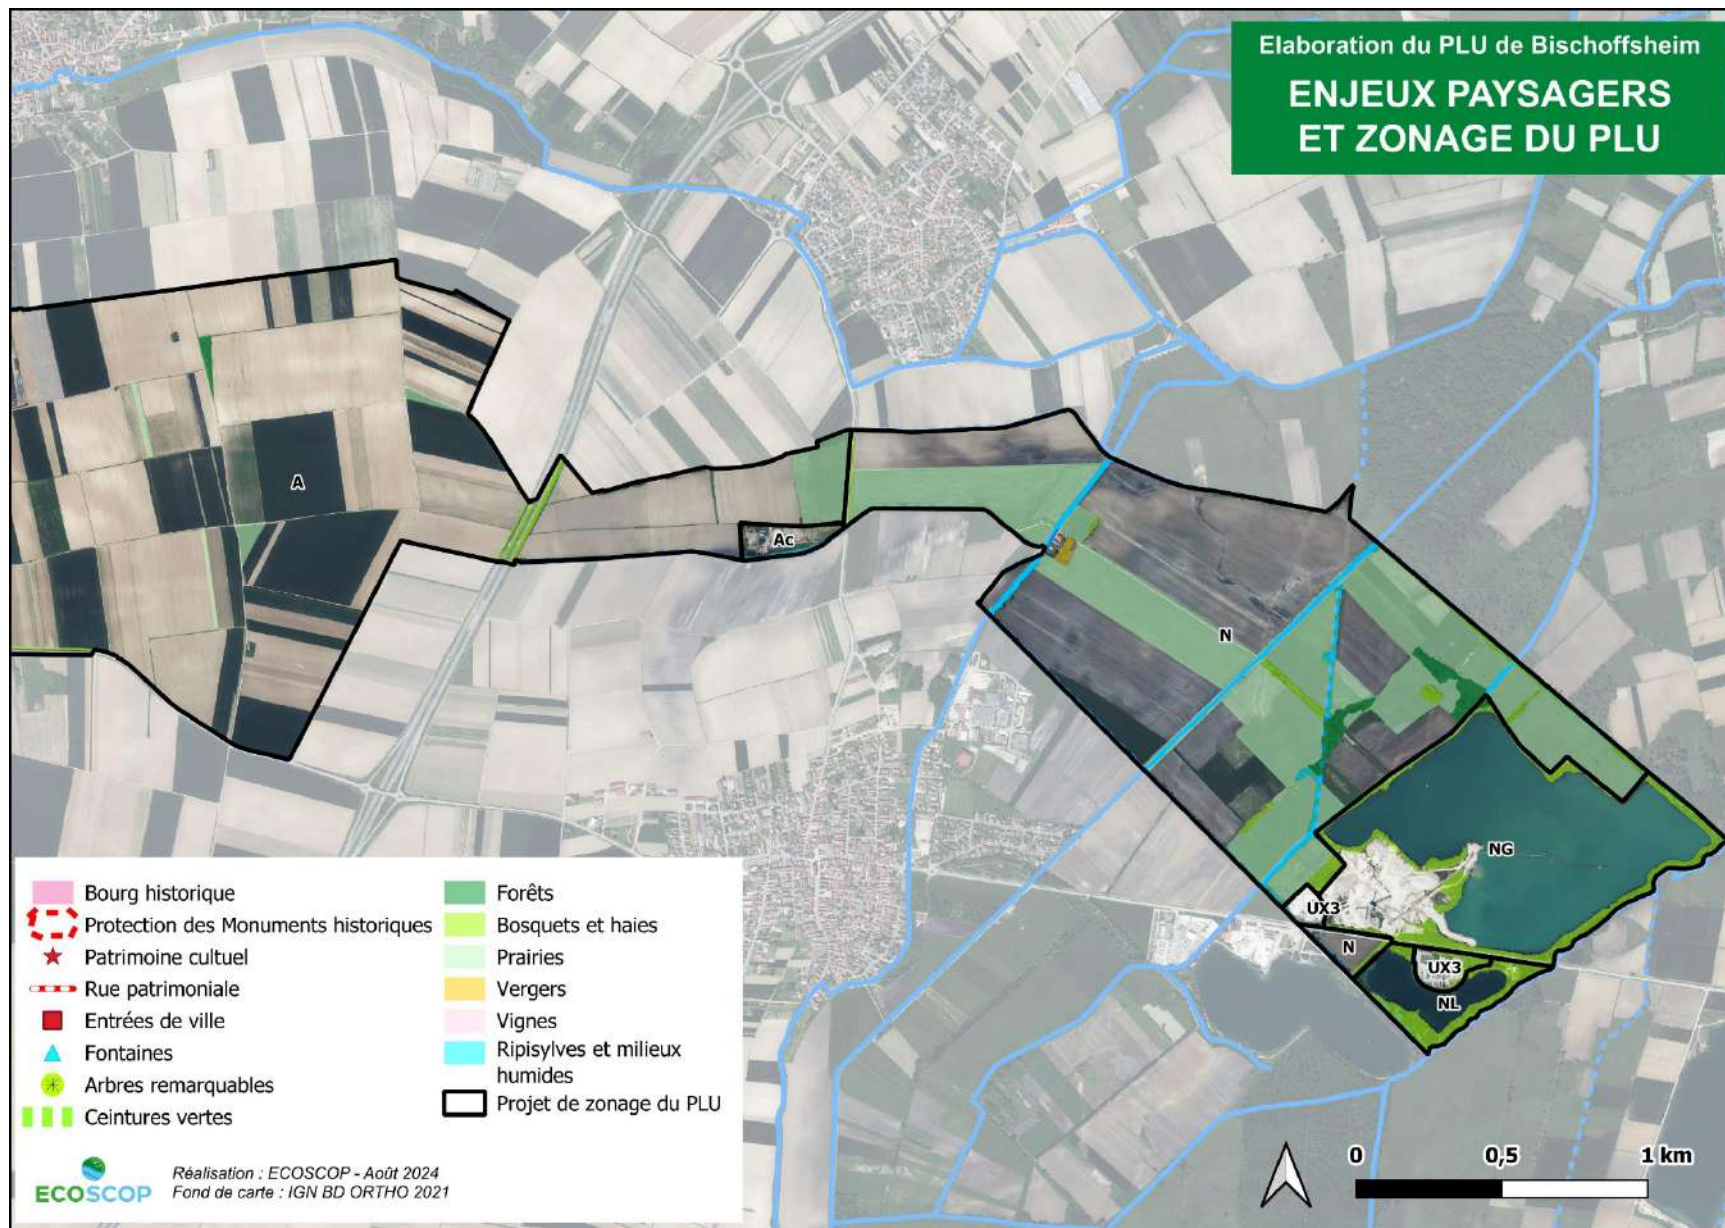 Elaboration du PLU de Bischoffsheim
ENJEUX PAYSAGERS
ET ZONAGE DU PLU
A
Ac
N
NG
UX3
N
UX3
NL
Bourg historique
Protection des Monuments historiques
Patrimoine cultuel
Rue patrimoniale
Entrées de ville
Fontaines
Arbres remarquables
Ceintures vertes
Forêts
Bosquets et haies
Prairies
Vergers
Vignes
Ripisylves et milieux
humides
Projet de zonage du PLU
ECOSCOP
Réalisation : ECOSCOP - Août 2024
Fond de carte : IGN BD ORTHO 2021
0 0,5 1 km